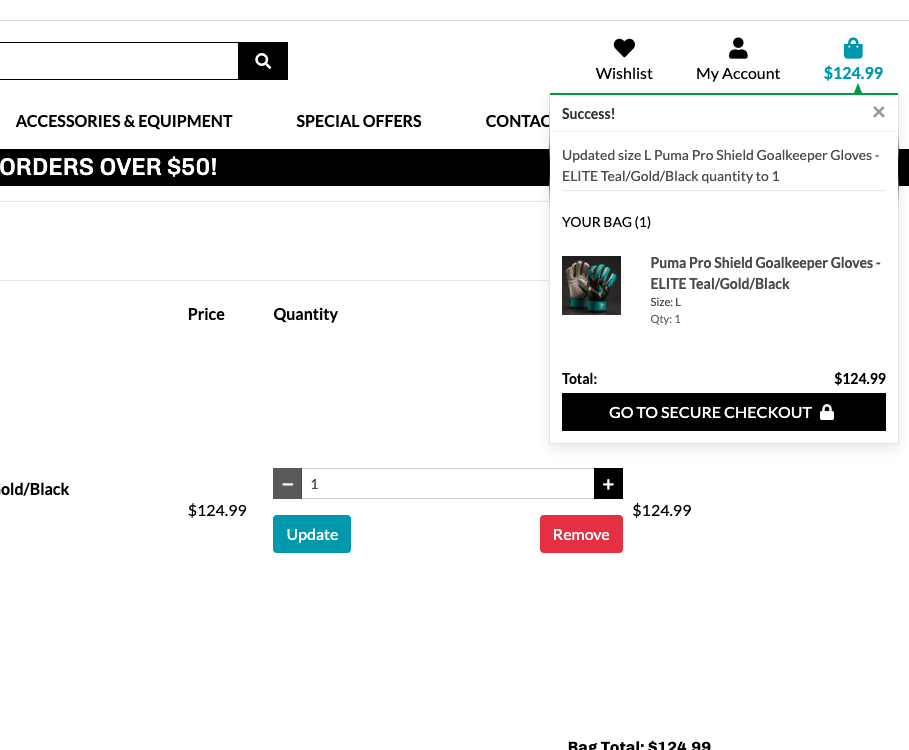 Wishlist
My Account
$124.99
ACCESSORIES & EQUIPMENT
SPECIAL OFFERS
ORDERS OVER $50!
Success!
×
Updated size L Puma Pro Shield Goalkeeper Gloves -
ELITE Teal/Gold/Black quantity to 1
YOUR BAG (1)
Puma Pro Shield Goalkeeper Gloves -
ELITE Teal/Gold/Black
Size: L
Qty: 1
Total:
$124.99
GO TO SECURE CHECKOUT
Price
Quantity
old/Black
$124.99
1
$124.99
Update
Remove
Bag Total: $124.99